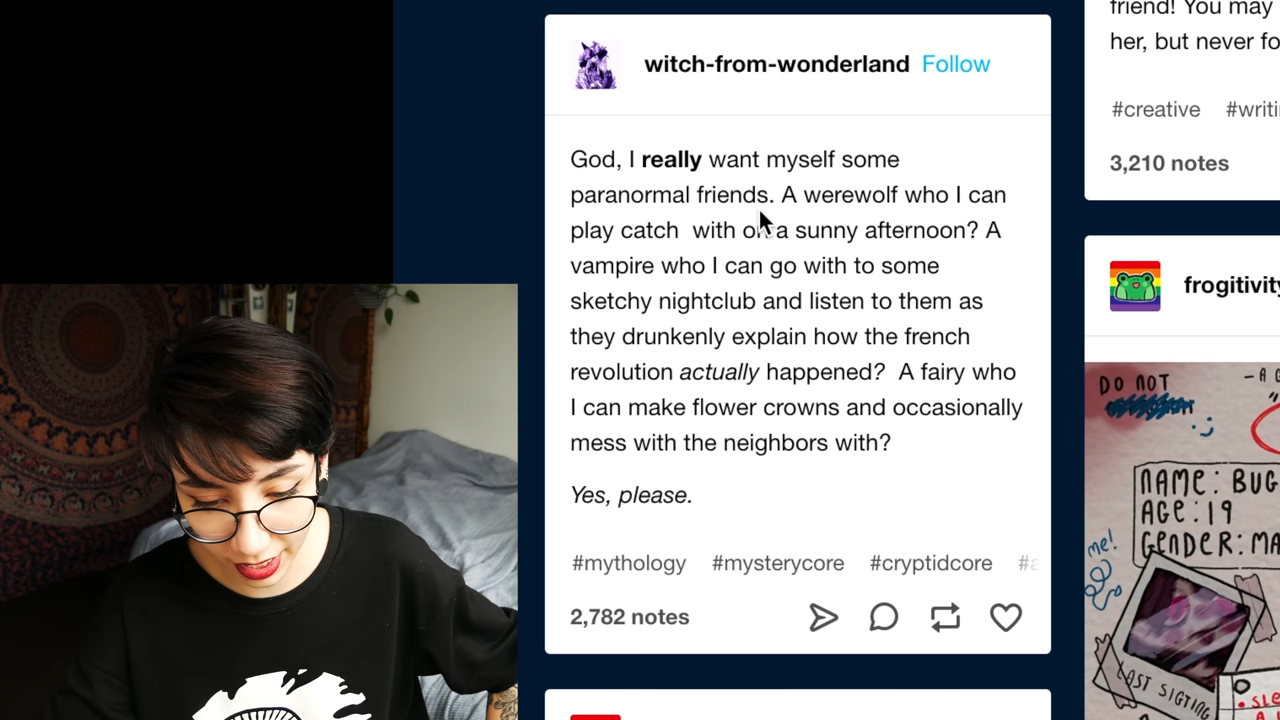 witch-from-wonderland Follow
God, I really want myself some
paranormal friends. A werewolf who I can
play catch with on a sunny afternoon? A
vampire who I can go with to some
sketchy nightclub and listen to them as
they drunkenly explain how the french
revolution actually happened? A fairy who
I can make flower crowns and occasionally
mess with the neighbors with?
Yes, please.
#mythology #mysterycore #cryptidcore #a
2,782 notes
friend! You may
her, but never fo
#creative #writi
3,210 notes
frogitivity
DO NOT
- A G
NAME: BUG
AGE: 19
GENDER: MA
me!
LAST SIGTING